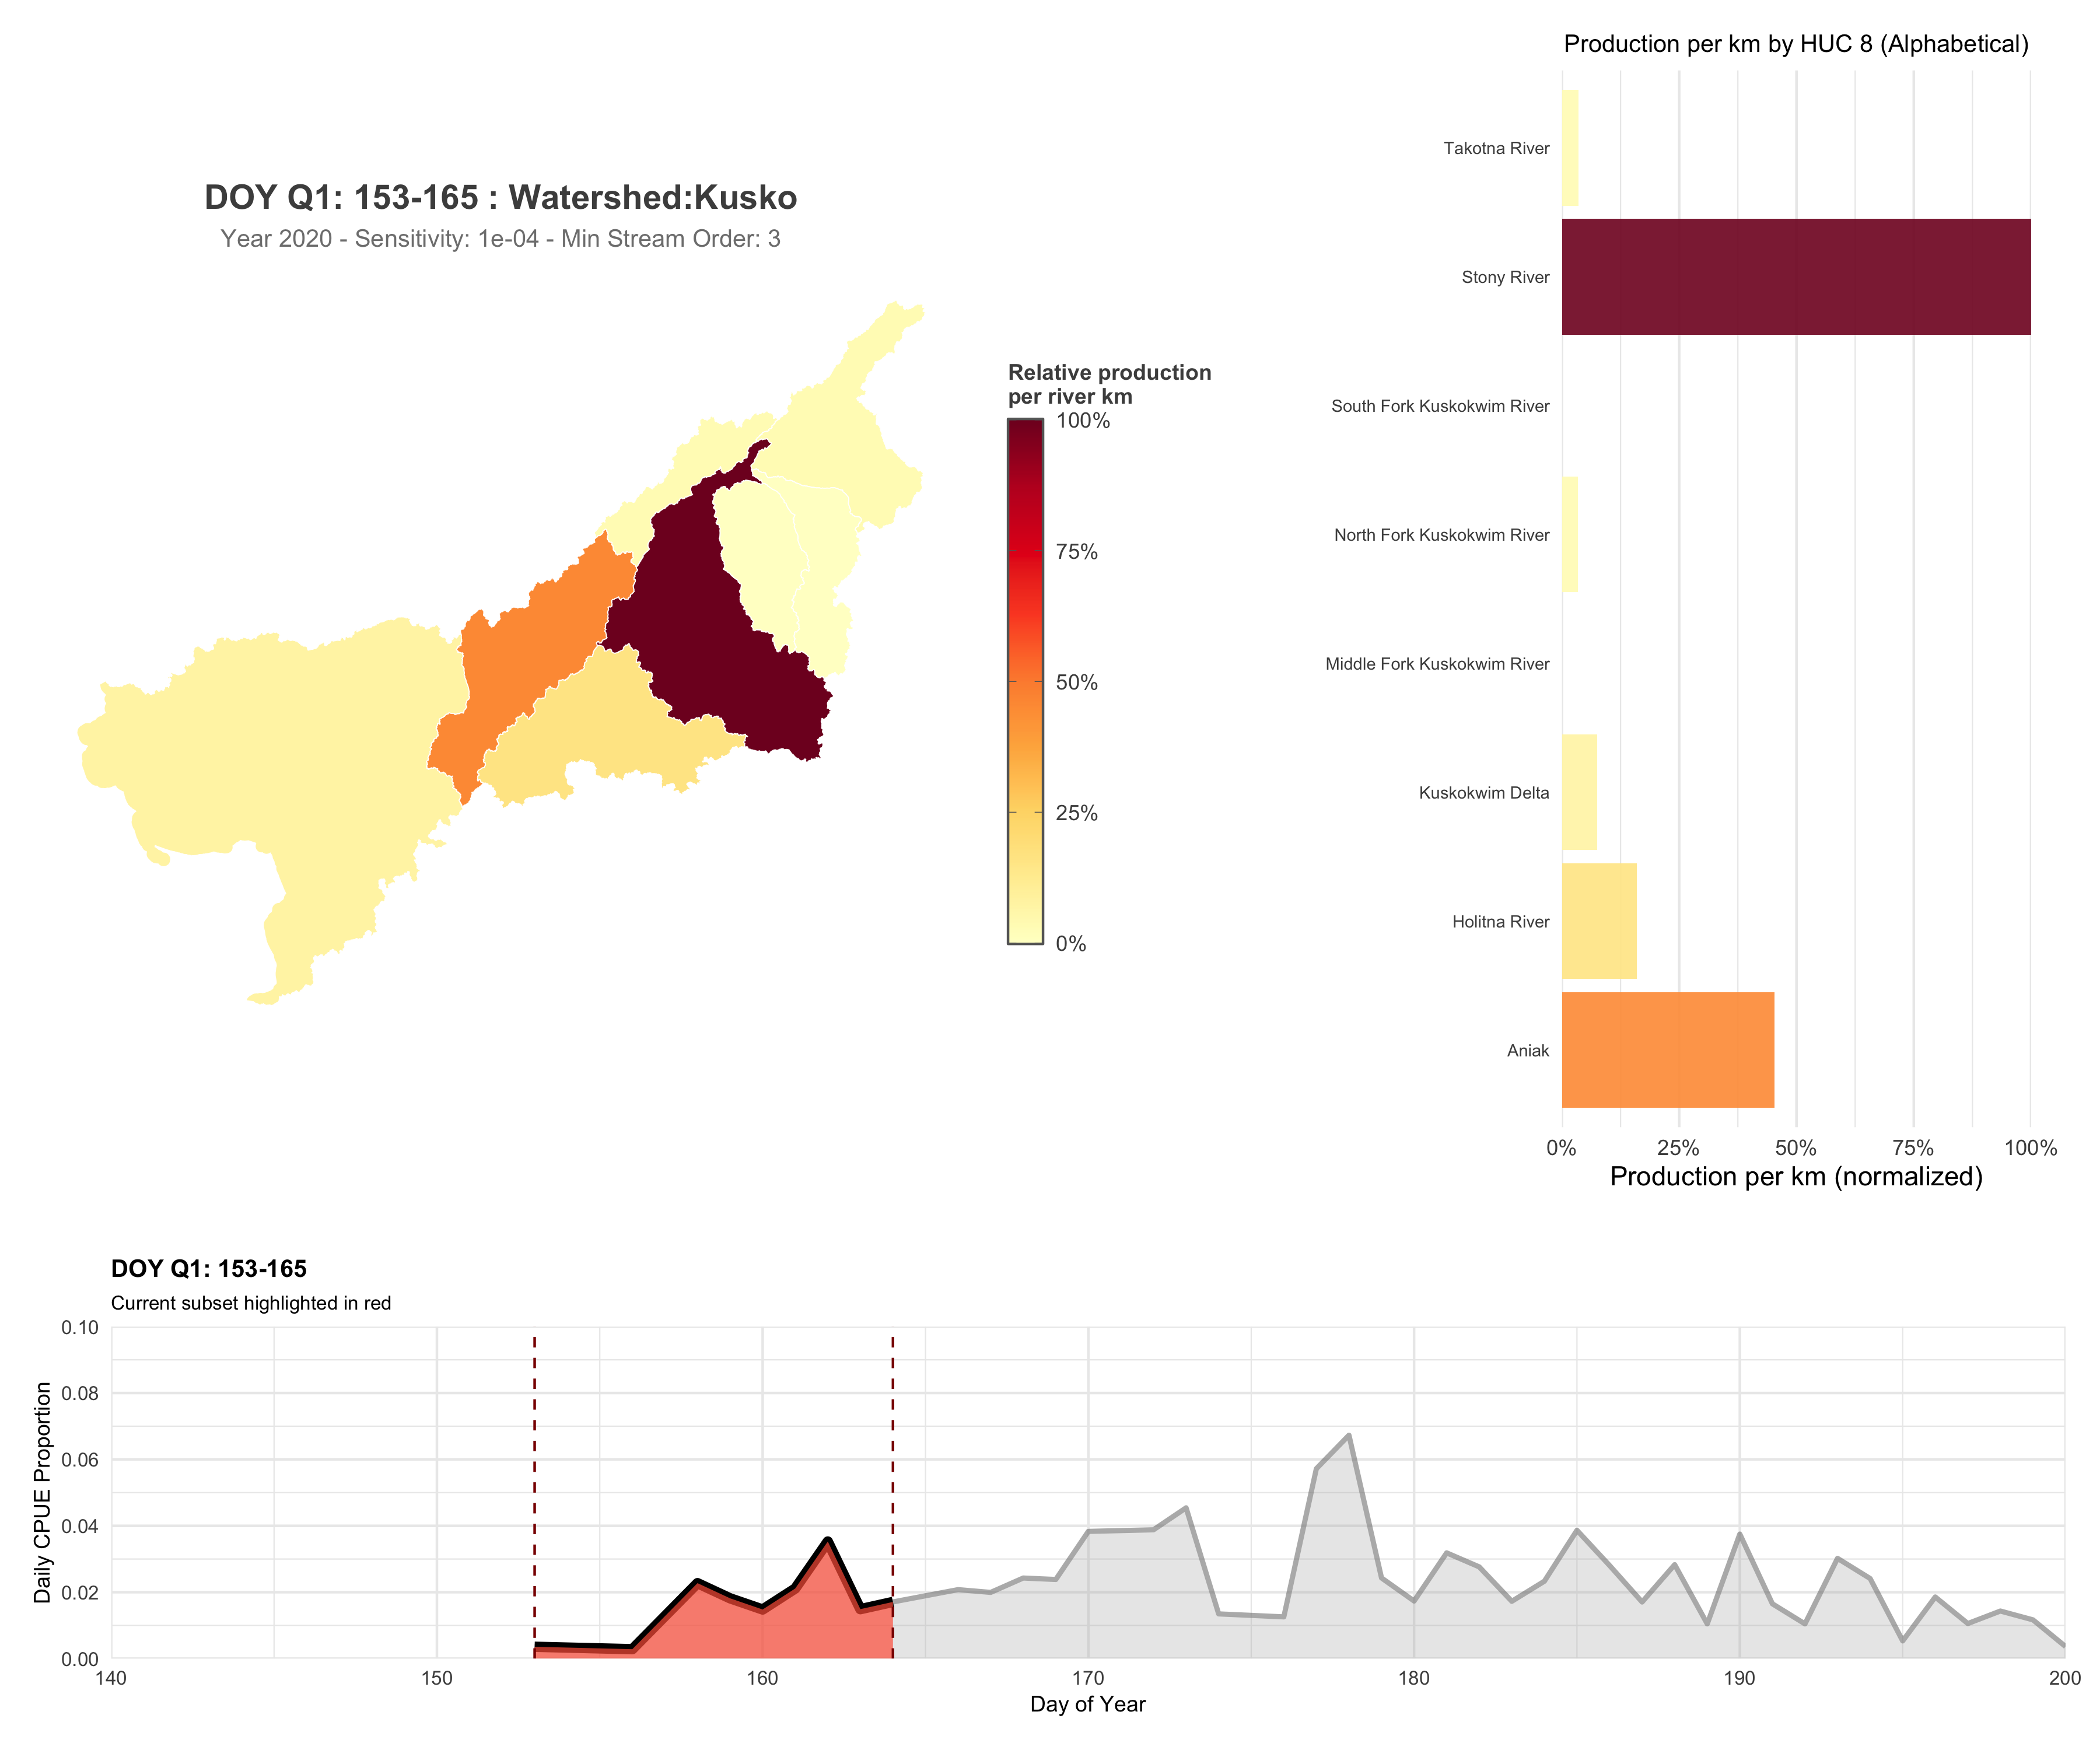 Production per km by HUC 8 (Alphabetical)
Takotna River
Stony River
South Fork Kuskokwim River
North Fork Kuskokwim River
Middle Fork Kuskokwim River
Kuskokwim Delta
Holitna River
Aniak
0% 25% 50% 75% 100%
Production per km (normalized)
DOY Q1: 153-165 : Watershed:Kusko
Year 2020 - Sensitivity: 1e-04 - Min Stream Order: 3
Relative production
per river km
100%
75%
50%
25%
0%
DOY Q1: 153-165
Current subset highlighted in red
Daily CPUE Proportion
0.10
0.08
0.06
0.04
0.02
0.00
140 150 160 170 180 190 200
Day of Year